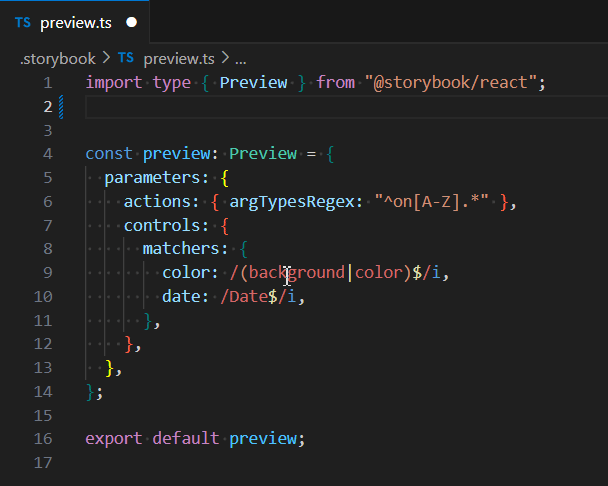 TS preview.ts
.storybook > TS preview.ts > ...
1 import type { Preview } from "@storybook/react";
2
3
4 const preview: Preview = {
5 parameters: {
6 actions: { argTypesRegex: "^on[A-Z].*" },
7 controls: {
8 matchers: {
9 color: /(background|color)$/i,
10 date: /Date$/i,
11 },
12 },
13 },
14 };
15
16 export default preview;
17